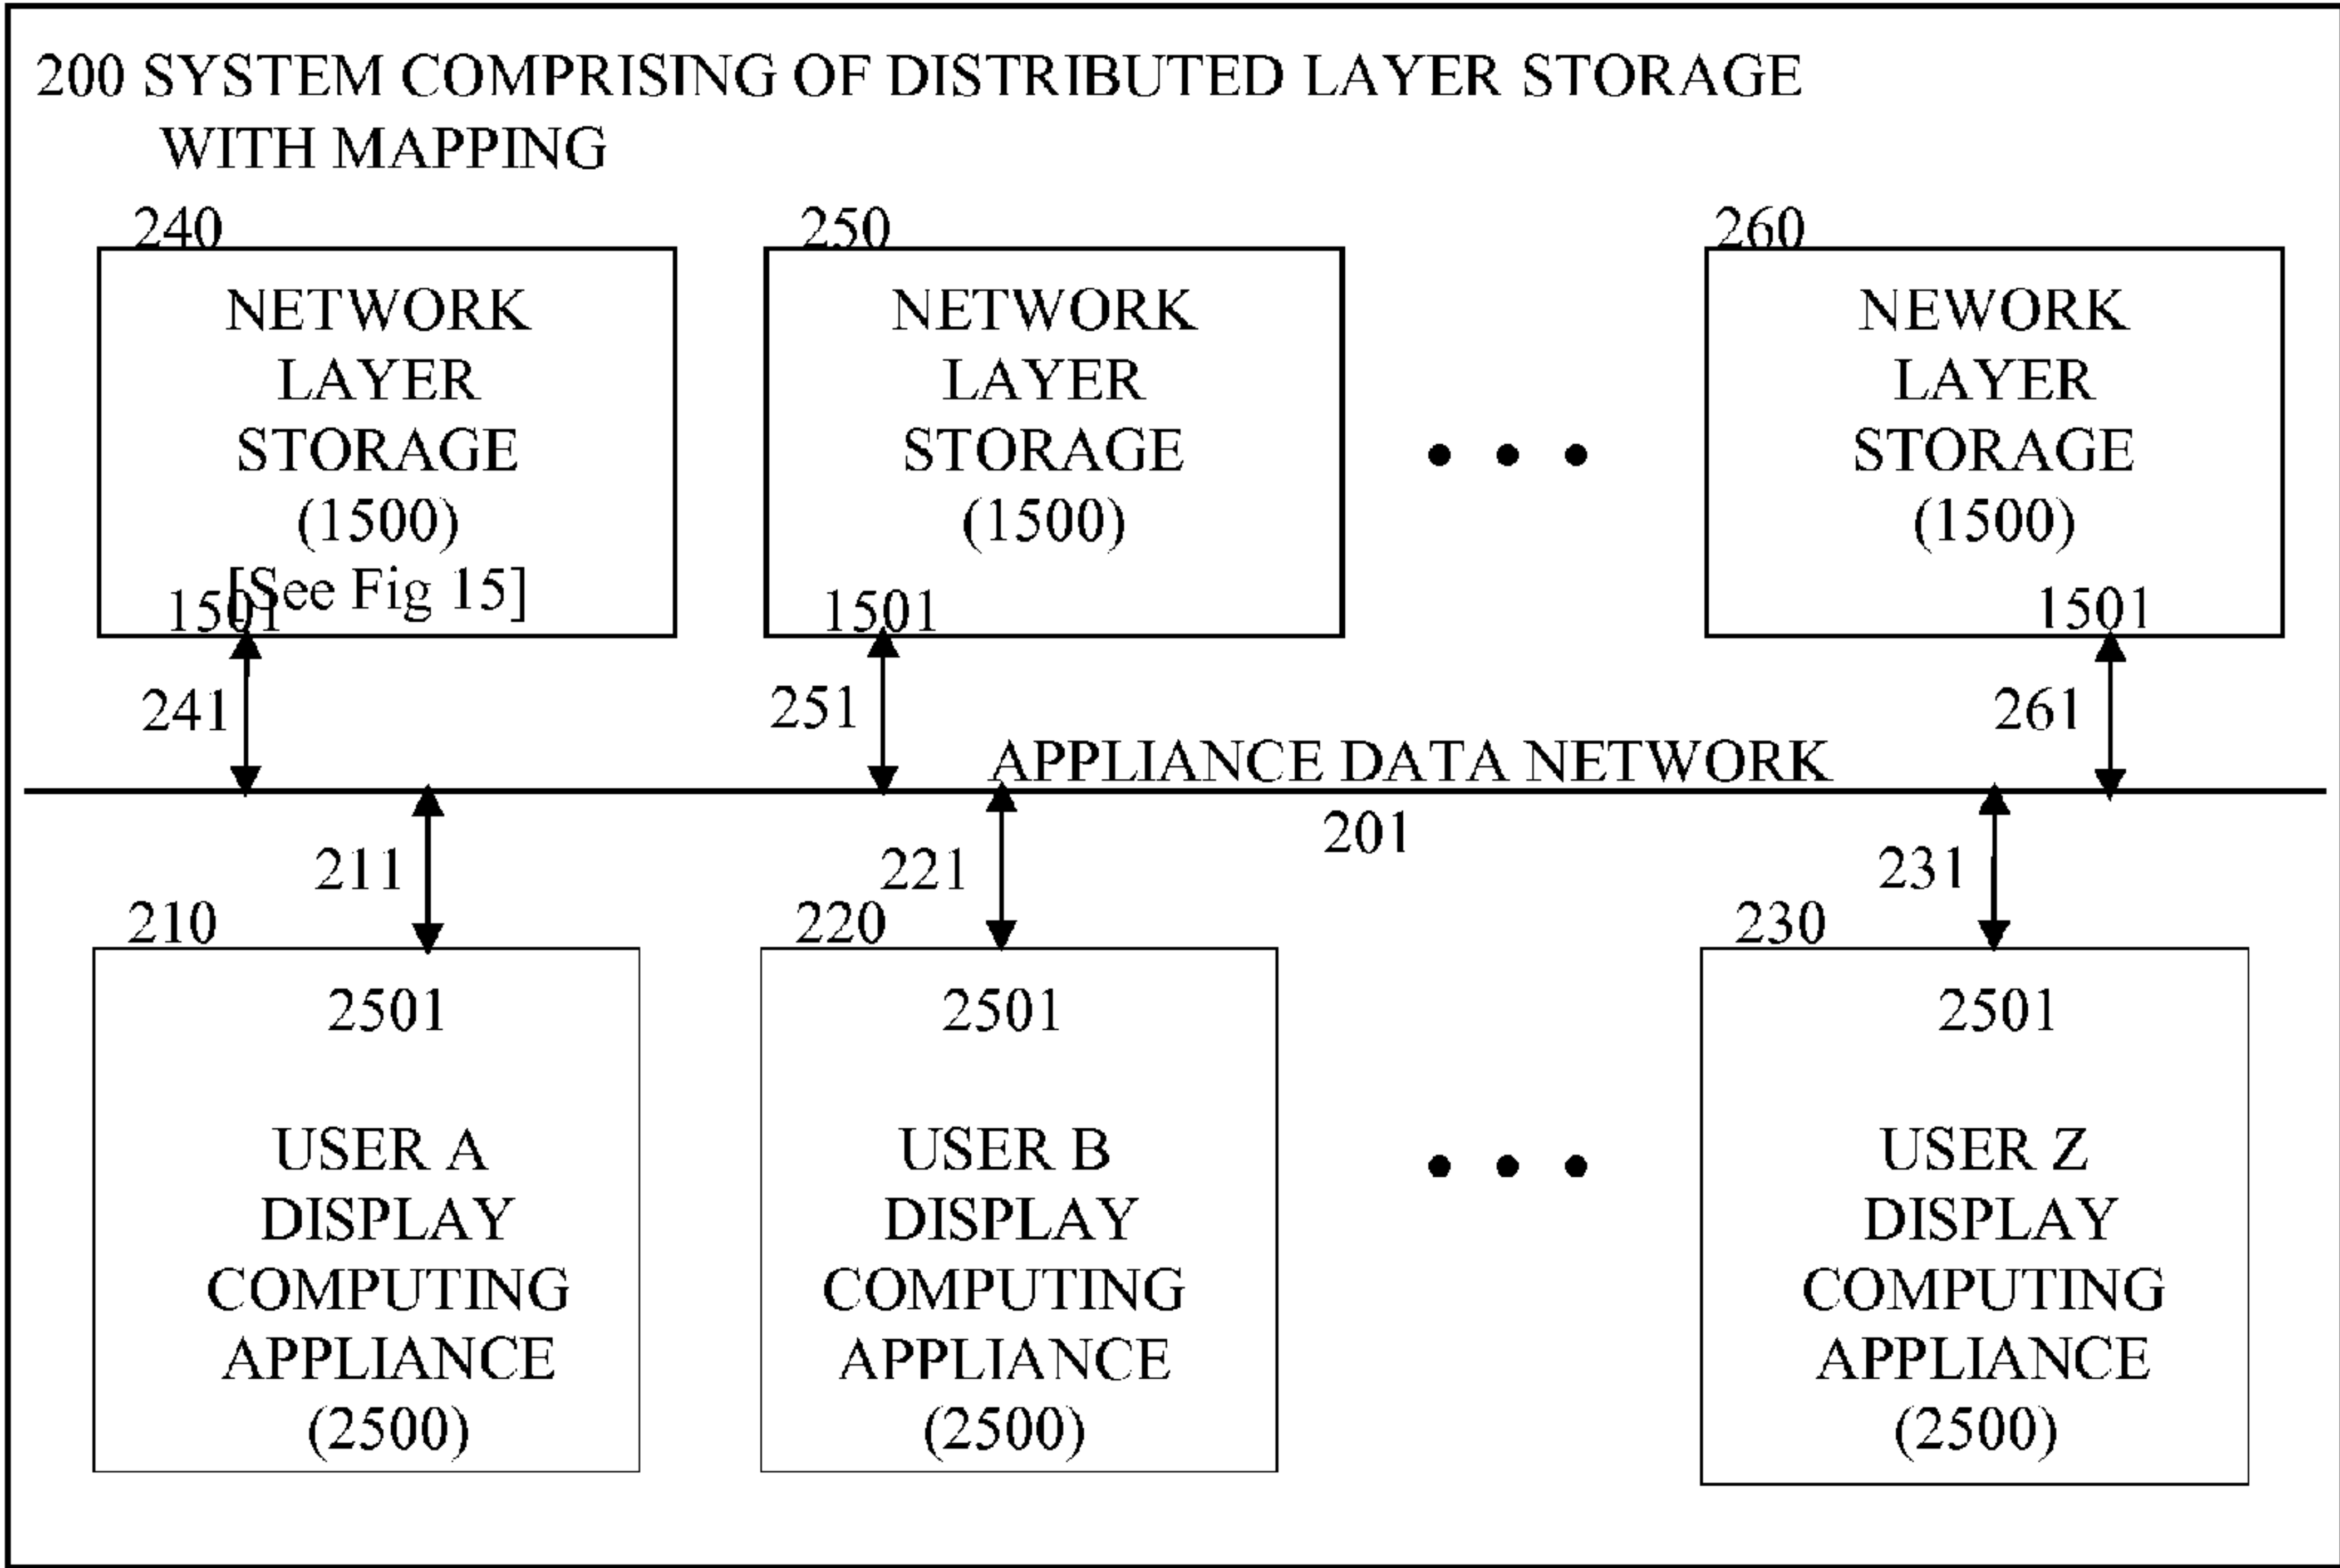 200 SYSTEM COMPRISING OF DISTRIBUTED LAYER STORAGE
WITH MAPPING
240
NETWORK
LAYER
STORAGE
(1500)
[See Fig 15]
1501
250
NETWORK
LAYER
STORAGE
(1500)
1501
260
NEWORK
LAYER
STORAGE
(1500)
1501
241
251
261
APPLIANCE DATA NETWORK
201
211
221
231
210
2501
USER A
DISPLAY
COMPUTING
APPLIANCE
(2500)
220
2501
USER B
DISPLAY
COMPUTING
APPLIANCE
(2500)
230
2501
USER Z
DISPLAY
COMPUTING
APPLIANCE
(2500)